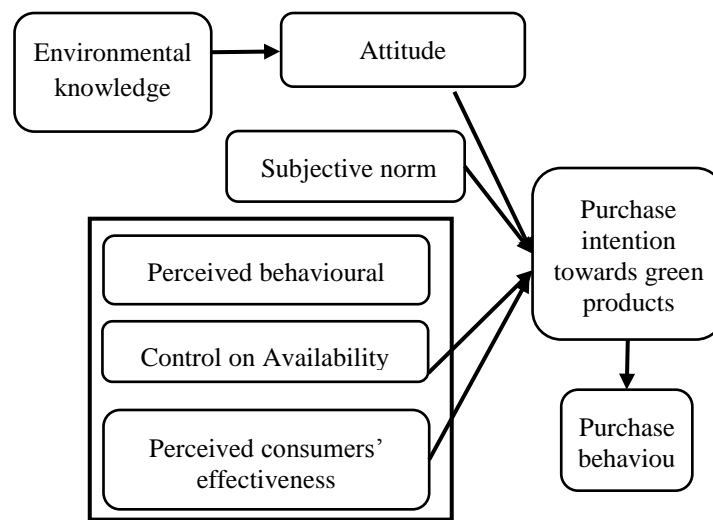 Environmental
knowledge
Attitude
Subjective norm
Perceived behavioural
Control on Availability
Perceived consumers’
effectiveness
Purchase
intention
towards green
products
Purchase
behaviou